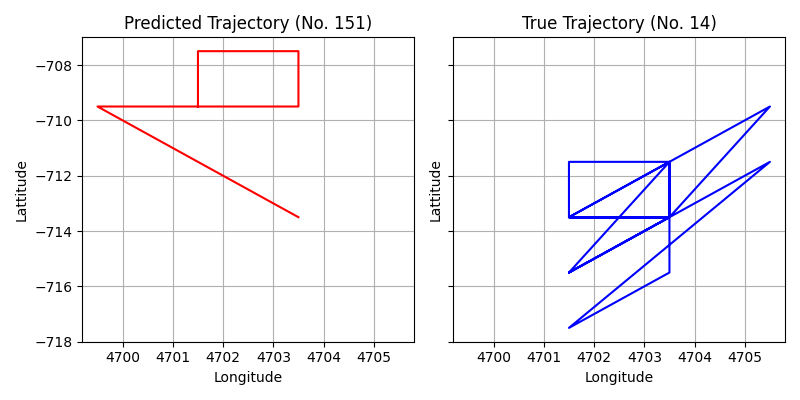 Predicted Trajectory (No. 151)
True Trajectory (No. 14)
Lattitude
−708
−710
−712
−714
−716
−718
4700 4701 4702 4703 4704 4705
Longitude
Lattitude
4700 4701 4702 4703 4704 4705
Longitude